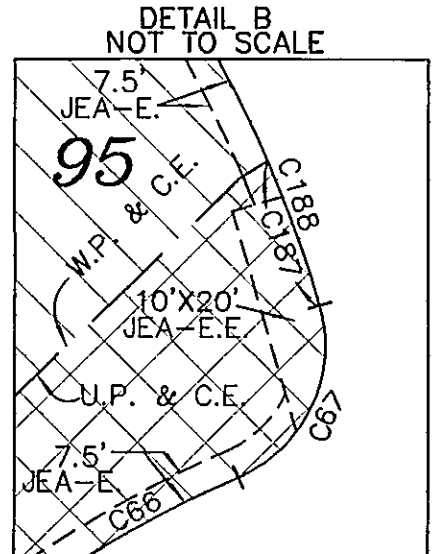 DETAIL B
NOT TO SCALE
7.5'
JEA-E.
95
W.P. & C.E.
C188
C187
10'X20'
JEA-E.E.
U.P. & C.E.
C67
7.5'
JEA-E
C66